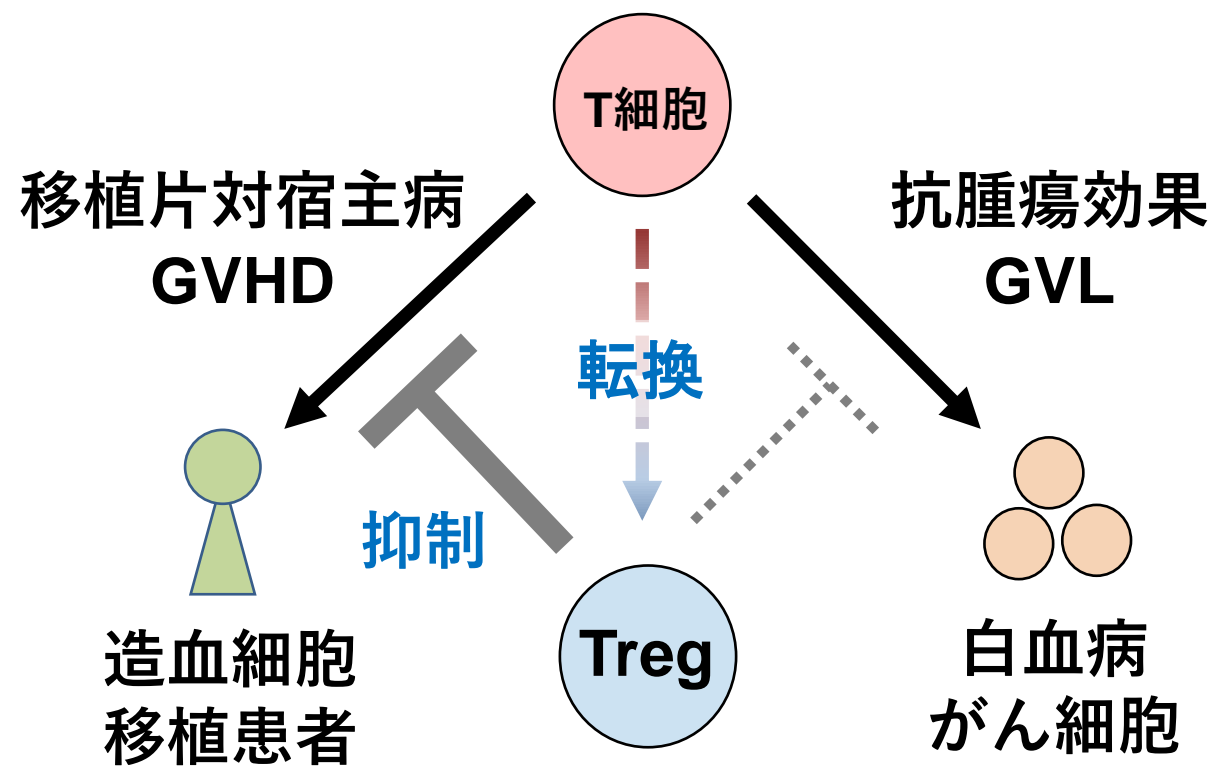 T細胞
移植片対宿主病
GVHD
抗腫瘍効果
GVL
転換
抑制
Treg
造血細胞
移植患者
白血病
がん細胞